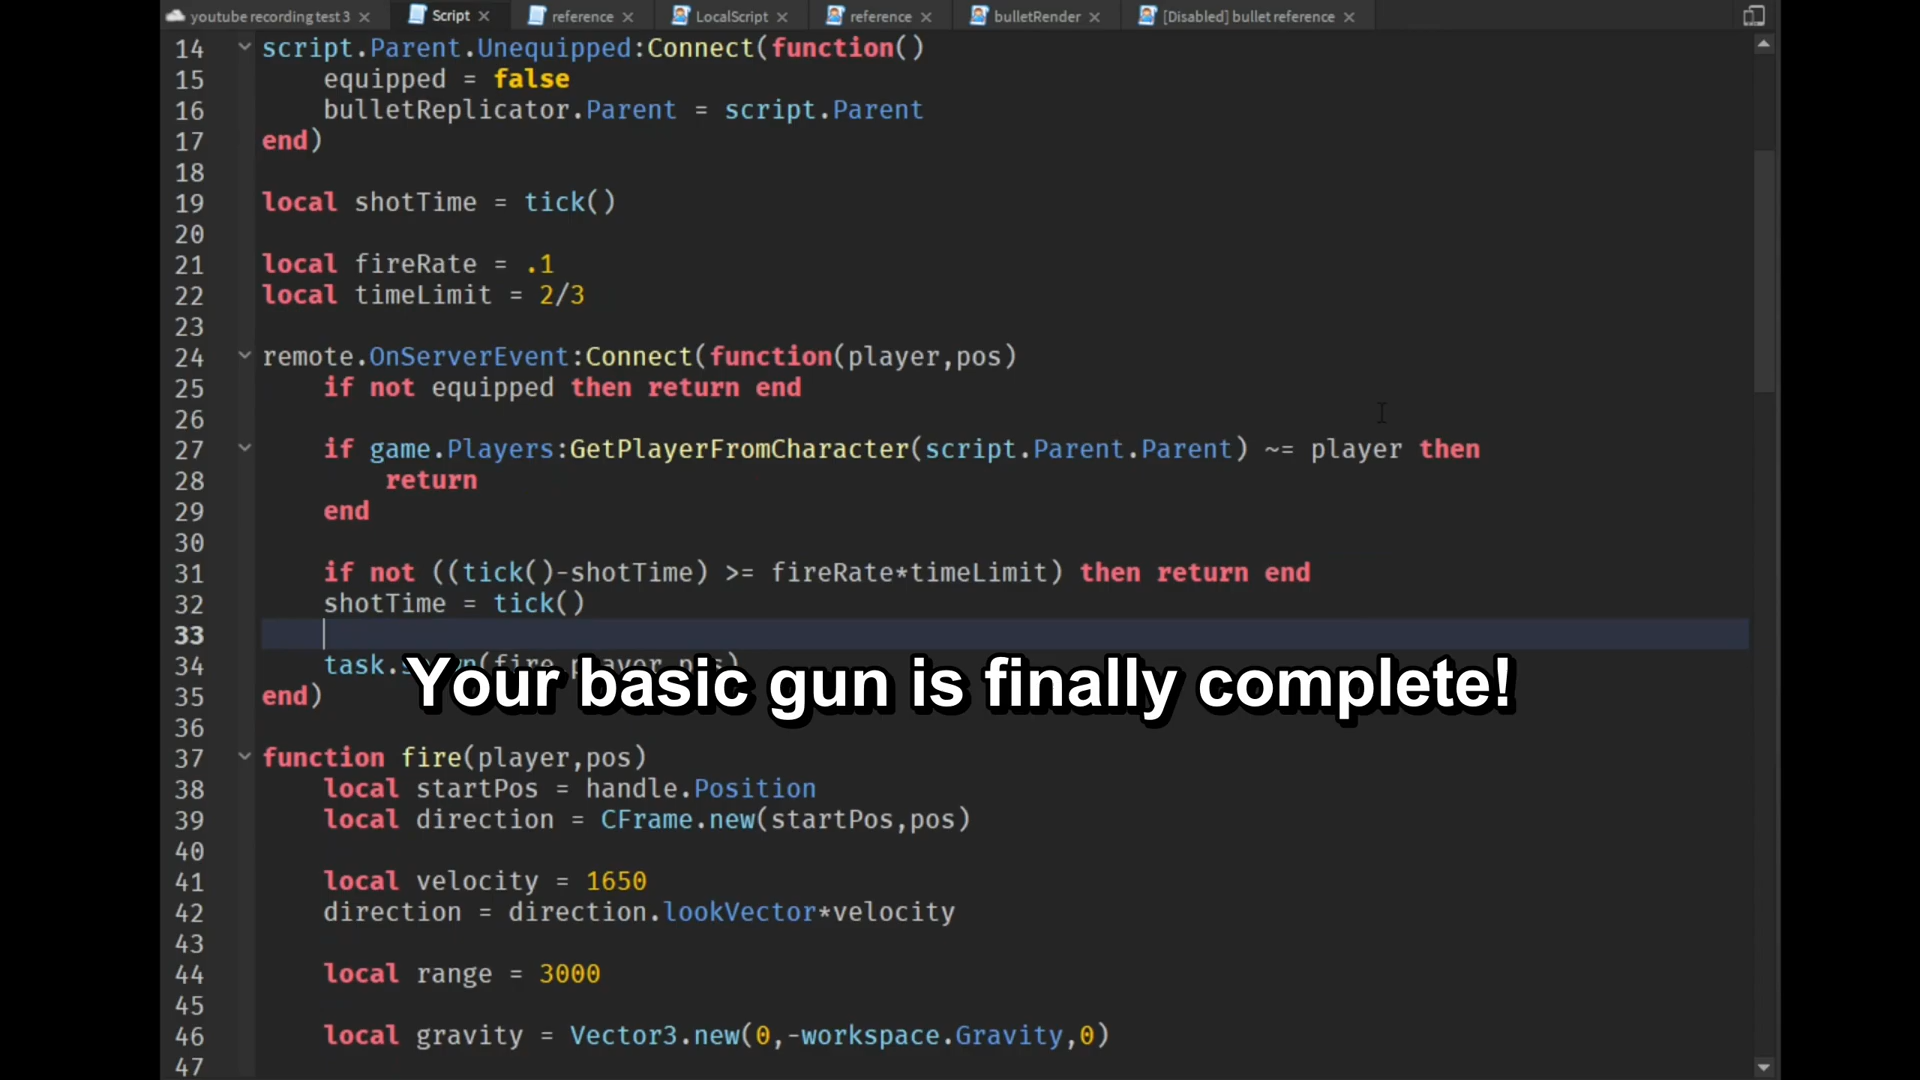 youtube recording test 3 Script reference LocalScript reference bulletRender [Disabled] bullet reference
14 script.Parent.Unequipped:Connect(function()
15 equipped = false
16 bulletReplicator.Parent = script.Parent
17 end)
18
19 local shotTime = tick()
20
21 local fireRate = .1
22 local timeLimit = 2/3
23
24 remote.OnServerEvent:Connect(function(player,pos)
25 if not equipped then return end
26
27 if game.Players:GetPlayerFromCharacter(script.Parent.Parent) ~= player then
28 return
29 end
30
31 if not ((tick()-shotTime) >= fireRate*timeLimit) then return end
32 shotTime = tick()
33
34 task.spawn(fire,player,pos)
Your basic gun is finally complete!
35 end)
36
37 function fire(player,pos)
38 local startPos = handle.Position
39 local direction = CFrame.new(startPos,pos)
40
41 local velocity = 1650
42 direction = direction.lookVector*velocity
43
44 local range = 3000
45
46 local gravity = Vector3.new(0,-workspace.Gravity,0)
47